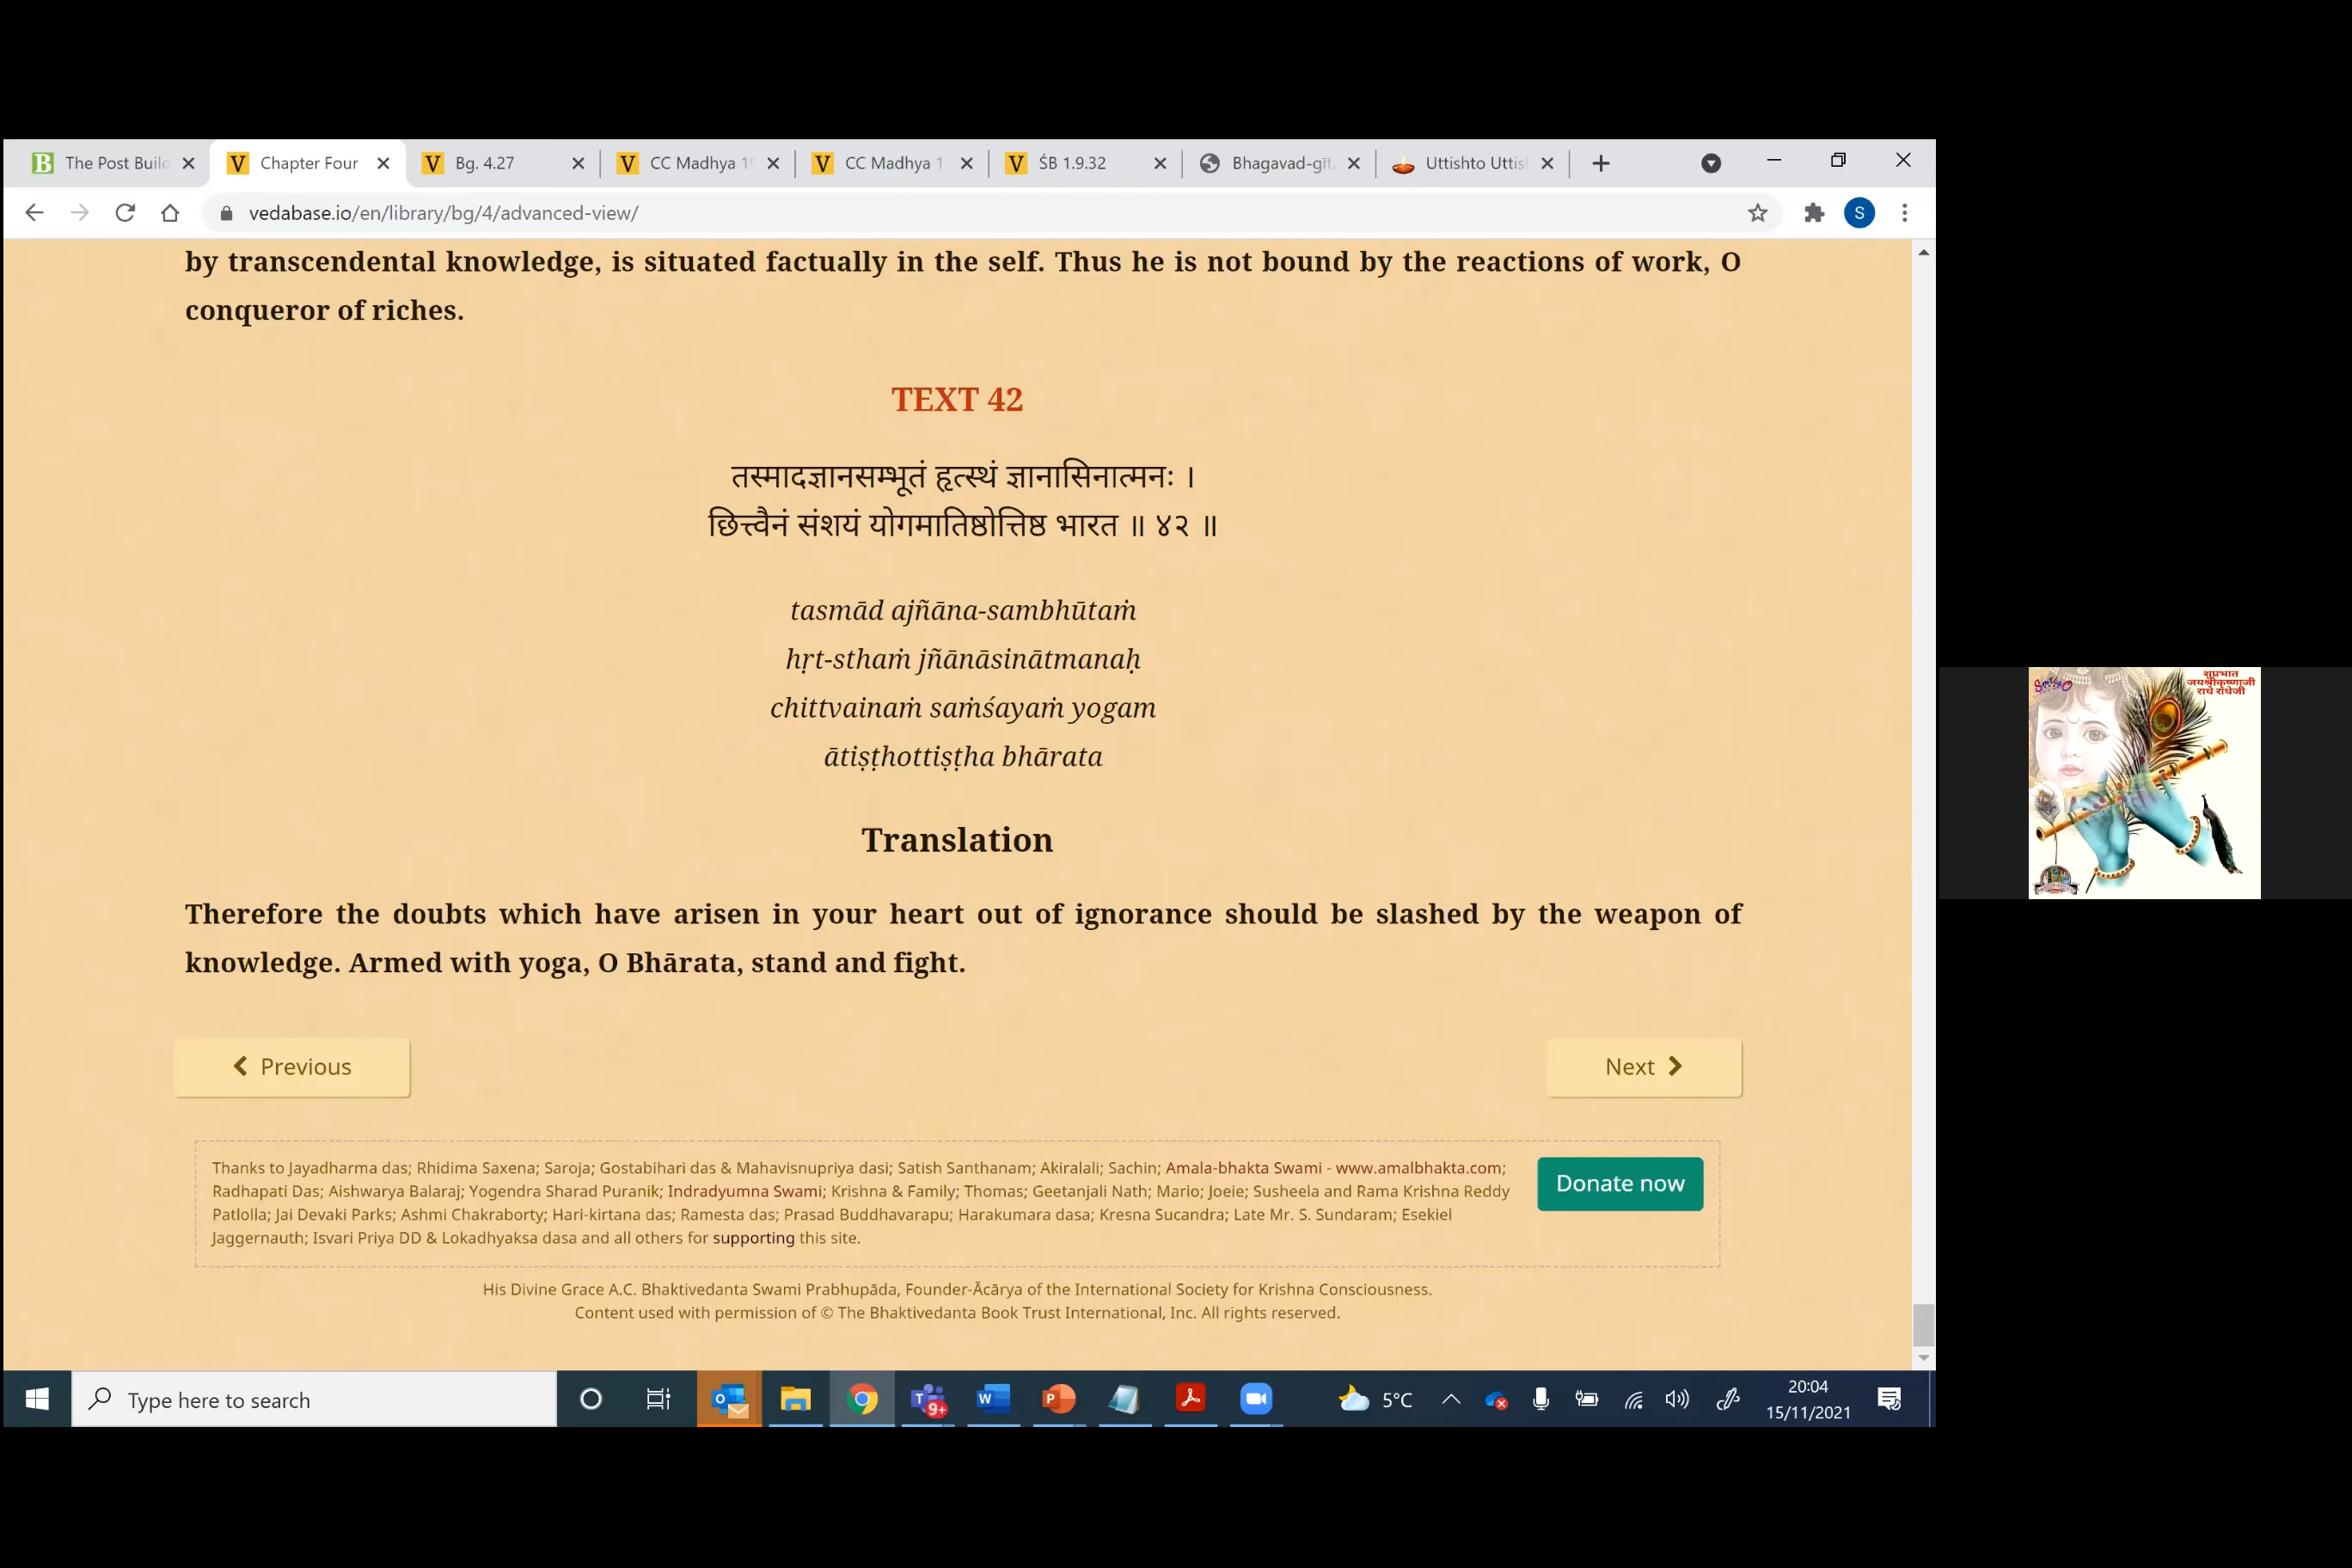 The Post Build
Chapter Four
Bg. 4.27
CC Madhya 1
CC Madhya 1
ŚB 1.9.32
Bhagavad-gīt
Uttishto Uttis
vedabase.io/en/library/bg/4/advanced-view/
S
by transcendental knowledge, is situated factually in the self. Thus he is not bound by the reactions of work, O
conqueror of riches.
TEXT 42
तस्मादज्ञानसम्भूतं हृत्स्थं ज्ञानासिनात्मनः ।
छित्त्वैनं संशयं योगमातिष्ठोत्तिष्ठ भारत ॥ ४२ ॥
tasmād ajñāna-sambhūtaṁ
hṛt-sthaṁ jñānāsinātmanaḥ
chittvainaṁ saṁśayaṁ yogam
ātiṣṭhottiṣṭha bhārata
Translation
Therefore the doubts which have arisen in your heart out of ignorance should be slashed by the weapon of
knowledge. Armed with yoga, O Bhārata, stand and fight.
Previous
Next
Thanks to Jayadharma das; Rhidima Saxena; Saroja; Gostabihari das & Mahavisnupriya dasi; Satish Santhanam; Akiralali; Sachin; Amala-bhakta Swami - www.amalbhakta.com;
Radhapati Das; Aishwarya Balaraj; Yogendra Sharad Puranik; Indradyumna Swami; Krishna & Family; Thomas; Geetanjali Nath; Mario; Joeie; Susheela and Rama Krishna Reddy
Patlolla; Jai Devaki Parks; Ashmi Chakraborty; Hari-kirtana das; Ramesta das; Prasad Buddhavarapu; Harakumara dasa; Kresna Sucandra; Late Mr. S. Sundaram; Esekiel
Jaggernauth; Isvari Priya DD & Lokadhyaksa dasa and all others for supporting this site.
Donate now
His Divine Grace A.C. Bhaktivedanta Swami Prabhupāda, Founder-Ācārya of the International Society for Krishna Consciousness.
Content used with permission of © The Bhaktivedanta Book Trust International, Inc. All rights reserved.
शुप्रभात
जयश्रीकृष्णाजी
राधे राधेजी
Type here to search
9+
5°C
20:04
15/11/2021